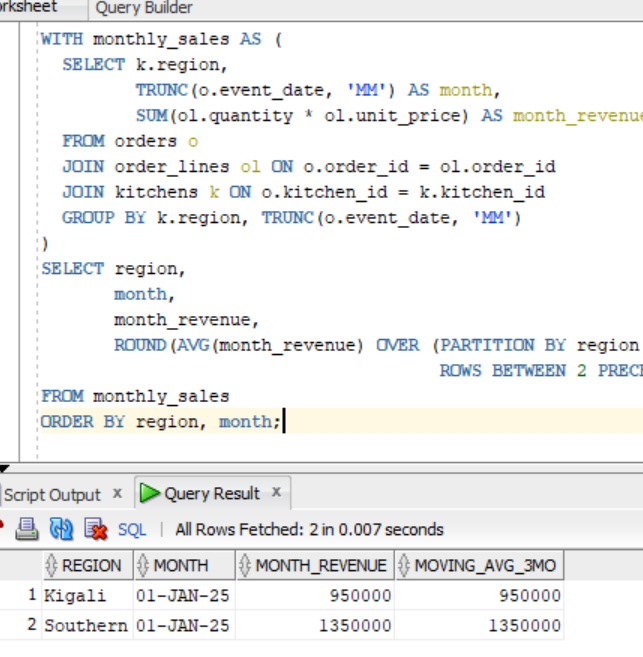 orksheet Query Builder
WITH monthly_sales AS (
SELECT k.region,
TRUNC(o.event_date, 'MM') AS month,
SUM(ol.quantity * ol.unit_price) AS month_revenue
FROM orders o
JOIN order_lines ol ON o.order_id = ol.order_id
JOIN kitchens k ON o.kitchen_id = k.kitchen_id
GROUP BY k.region, TRUNC(o.event_date, 'MM')
)
SELECT region,
month,
month_revenue,
ROUND(AVG(month_revenue) OVER (PARTITION BY region
ROWS BETWEEN 2 PRECE
FROM monthly_sales
ORDER BY region, month;
Script Output x Query Result x
SQL | All Rows Fetched: 2 in 0.007 seconds
REGION MONTH MONTH_REVENUE MOVING_AVG_3MO
1 Kigali 01-JAN-25 950000 950000
2 Southern 01-JAN-25 1350000 1350000